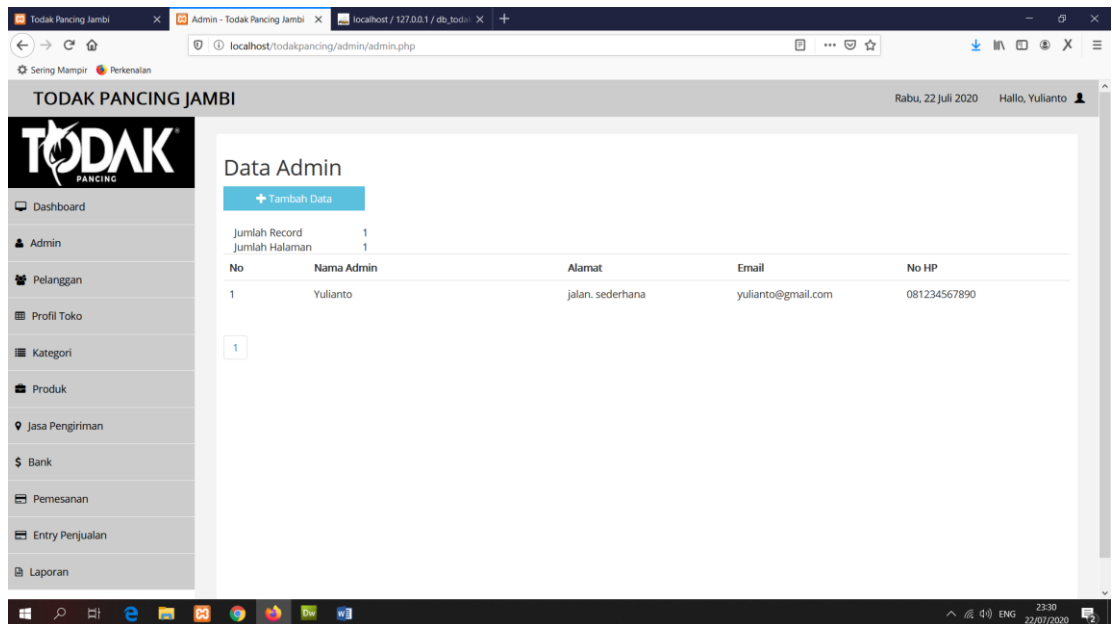 Todak Pancing Jambi
Admin - Todak Pancing Jambi
localhost / 127.0.0.1 / db_todak
localhost/todakpancing/admin/admin.php
Sering Mampir Perkenalan
TODAK PANCING JAMBI
Rabu, 22 Juli 2020 Hallo, Yulianto
TODAK®
PANCING
Dashboard
Admin
Pelanggan
Profil Toko
Kategori
Produk
Jasa Pengiriman
Bank
Pemesanan
Entry Penjualan
Laporan
Data Admin
Tambah Data
Jumlah Record 1
Jumlah Halaman 1
No Nama Admin Alamat Email No HP
1 Yulianto jalan. sederhana yulianto@gmail.com 081234567890
1
Dw
ENG
23:30
22/07/2020
2